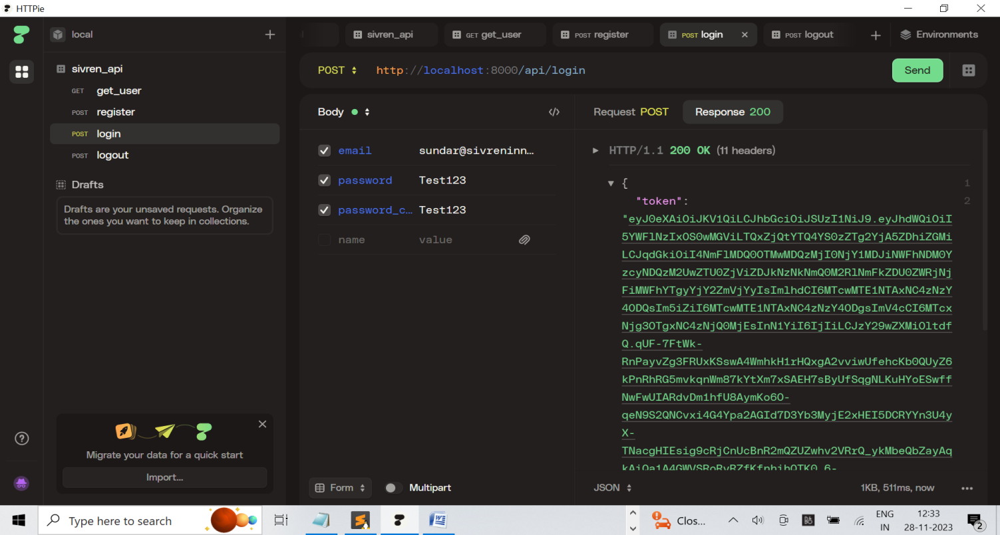 HTTPie
local
sivren_api
GET get_user
POST register
POST login
POST logout
Environments
sivren_api
GET get_user
POST register
POST login
POST logout
Drafts
Drafts are your unsaved requests. Organize
the ones you want to keep in collections.
Migrate your data for a quick start
Import...
POST http://localhost:8000/api/login
Send
Body
email sundar@sivreninn...
password Test123
password_c... Test123
name value
Form Multipart
Request POST Response 200
HTTP/1.1 200 OK (11 headers)
{ 1
"token": 2
"eyJ0eXAiOiJKV1QiLCJhbGciOiJSUzI1NiJ9.eyJhdWQiOiI
5YWFlNzIxOS0wMGViLTQxZjQtYTQ4YS0zZTg2YjA5ZDhiZGMi
LCJqdGkiOiI4NmFlMDQ0OTMwMDQzMjI0NjYiMDJiNWFhNDM0Y
zcyNDQzM2UwZTU0ZjViZDJkNzNkNmQ0M2RlNmFkZDU0ZWRjNj
FiMWFhYTgyYjY2ZmVjYyIsImlhdCI6MTcwMTE1NTAxNC4zNzY
4ODQsIm5iZiI6MTcwMTE1NTAxNC4zNzY4ODgsImV4cCI6MTcx
Njg3OTgxNC4zNjQ0MjEsInN1YiI6IjIiLCJzY29wZXMiOltdf
Q.qUF-7FtWk-
RnPayvZg3FRUxKSswA4WmhkH1rHQxgA2vviwUfehcKb0QUyZ6
kPnRhRG5mvkqnWm87kYtXm7xSAEH7sByUfSqgNLKuHYoESwff
NwFwUIARdvDm1hfU8AymKo6O-
qeN9S2QNCvxi4G4Ypa2AGId7D3Yb3MyjE2xHEI5DCRYYn3U4y
X-
TNacgHIEsig9cRjCnUcBnR2mQZUZwhv2VRrQ_ykMbeQbZayAq
JSON 1KB, 511ms, now
Type here to search
Clos...
ENG
IN
12:33
28-11-2023
2